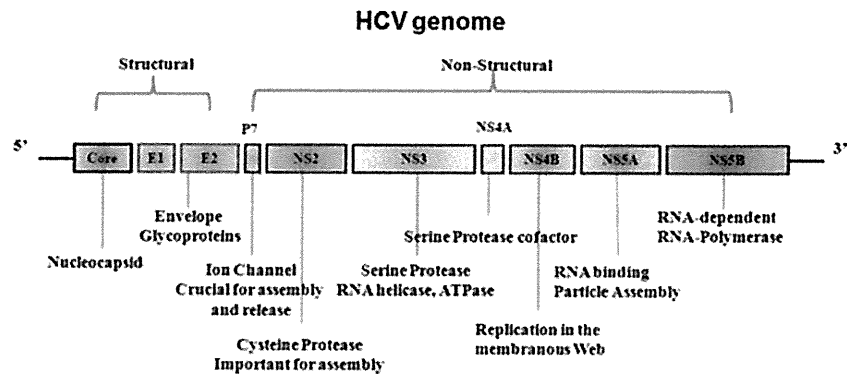 HCV genome
Structural
Non-Structural
P7
NS4A
5’
3’
Core
E1
E2
NS2
NS3
NS4B
NS5A
NS5B
Envelope
Glycoproteins
RNA-dependent
RNA-Polymerase
Serine Protease cofactor
Nucleocapsid
Ion Channel
Crucial for assembly
and release
Serine Protease
RNA helicase, ATPase
RNA binding
Particle Assembly
Cysteine Protease
Important for assembly
Replication in the
membranous Web